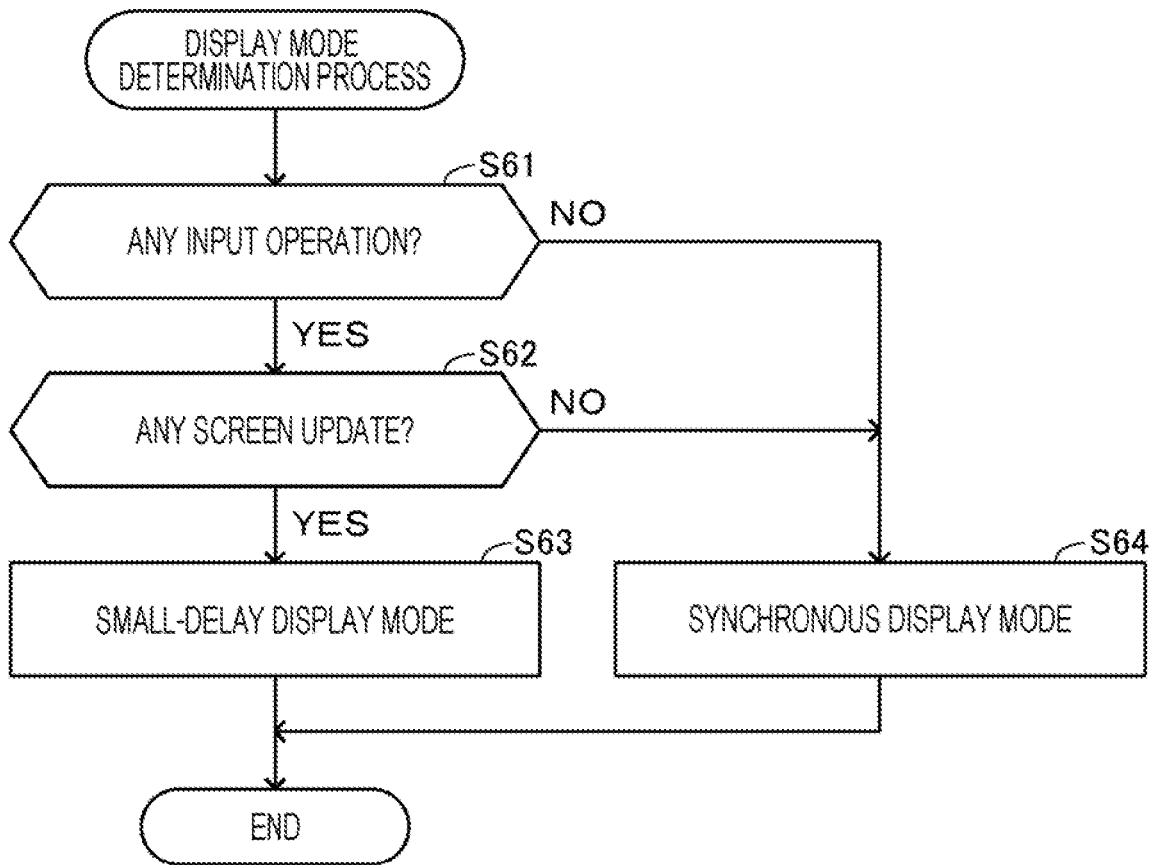 DISPLAY MODE
DETERMINATION PROCESS
S61
ANY INPUT OPERATION?
NO
YES
S62
ANY SCREEN UPDATE?
NO
YES
S63
SMALL-DELAY DISPLAY MODE
S64
SYNCHRONOUS DISPLAY MODE
END